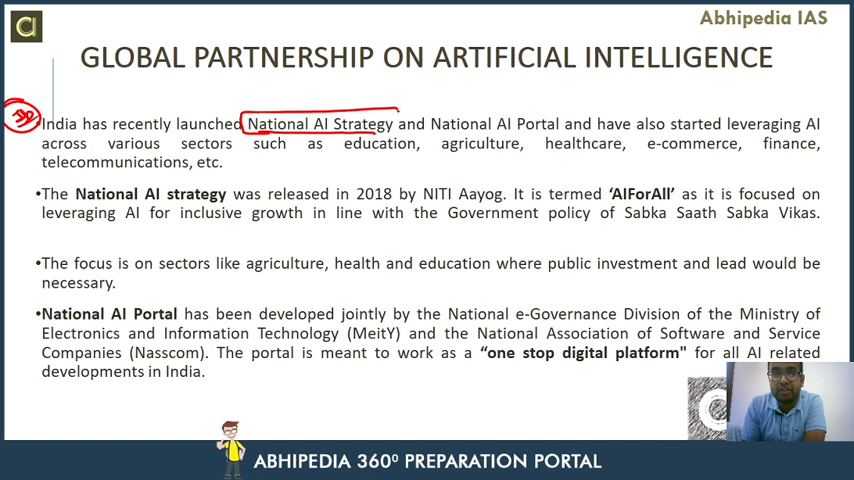 Abhipedia IAS
GLOBAL PARTNERSHIP ON ARTIFICIAL INTELLIGENCE
•India has recently launched National AI Strategy and National AI Portal and have also started leveraging AI
across various sectors such as education, agriculture, healthcare, e-commerce, finance,
telecommunications, etc.
•The National AI strategy was released in 2018 by NITI Aayog. It is termed ‘AIForAll’ as it is focused on
leveraging AI for inclusive growth in line with the Government policy of Sabka Saath Sabka Vikas.
•The focus is on sectors like agriculture, health and education where public investment and lead would be
necessary.
•National AI Portal has been developed jointly by the National e-Governance Division of the Ministry of
Electronics and Information Technology (MeitY) and the National Association of Software and Service
Companies (Nasscom). The portal is meant to work as a “one stop digital platform" for all AI related
developments in India.
ABHIPEDIA 360⁰ PREPARATION PORTAL